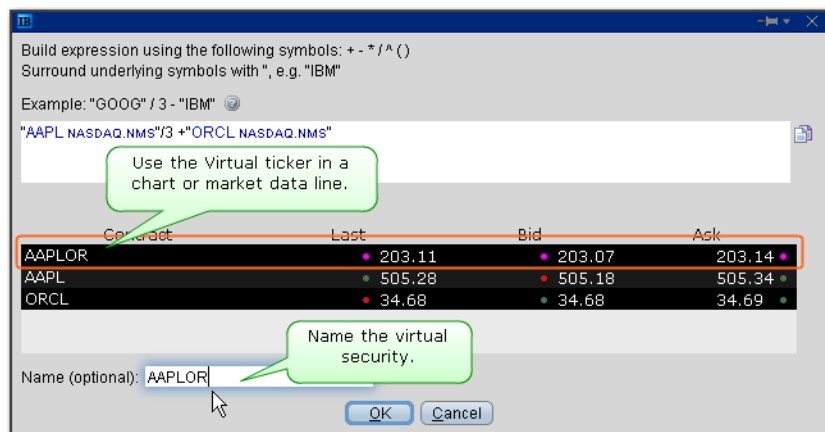 IB
Build expression using the following symbols: + - * / ^ ( )
Surround underlying symbols with ", e.g. "IBM"
Example: "GOOG" / 3 - "IBM"
"AAPL NASDAQ.NMS"/3 +"ORCL NASDAQ.NMS"
Use the Virtual ticker in a
chart or market data line.
Contract Last Bid Ask
AAPLOR 203.11 203.07 203.14
AAPL 505.28 505.18 505.34
ORCL 34.68 34.68 34.69
Name the virtual
security.
Name (optional): AAPLOR
OK Cancel